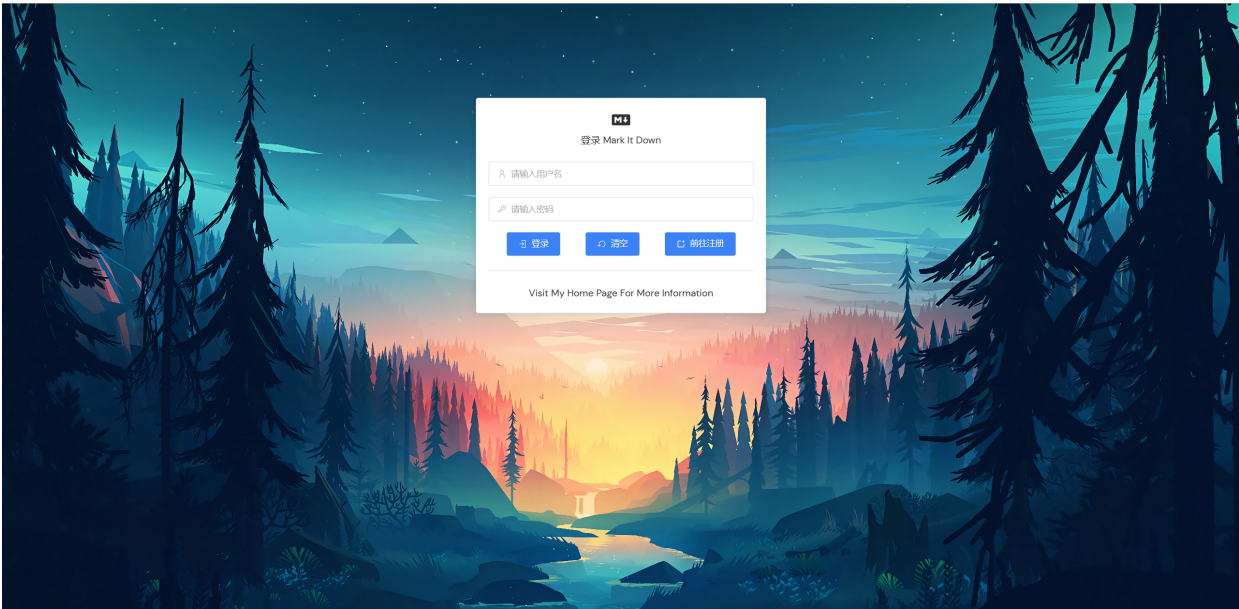 M↓
登录 Mark It Down
请输入用户名
请输入密码
登录 清空 前往注册
Visit My Home Page For More Information